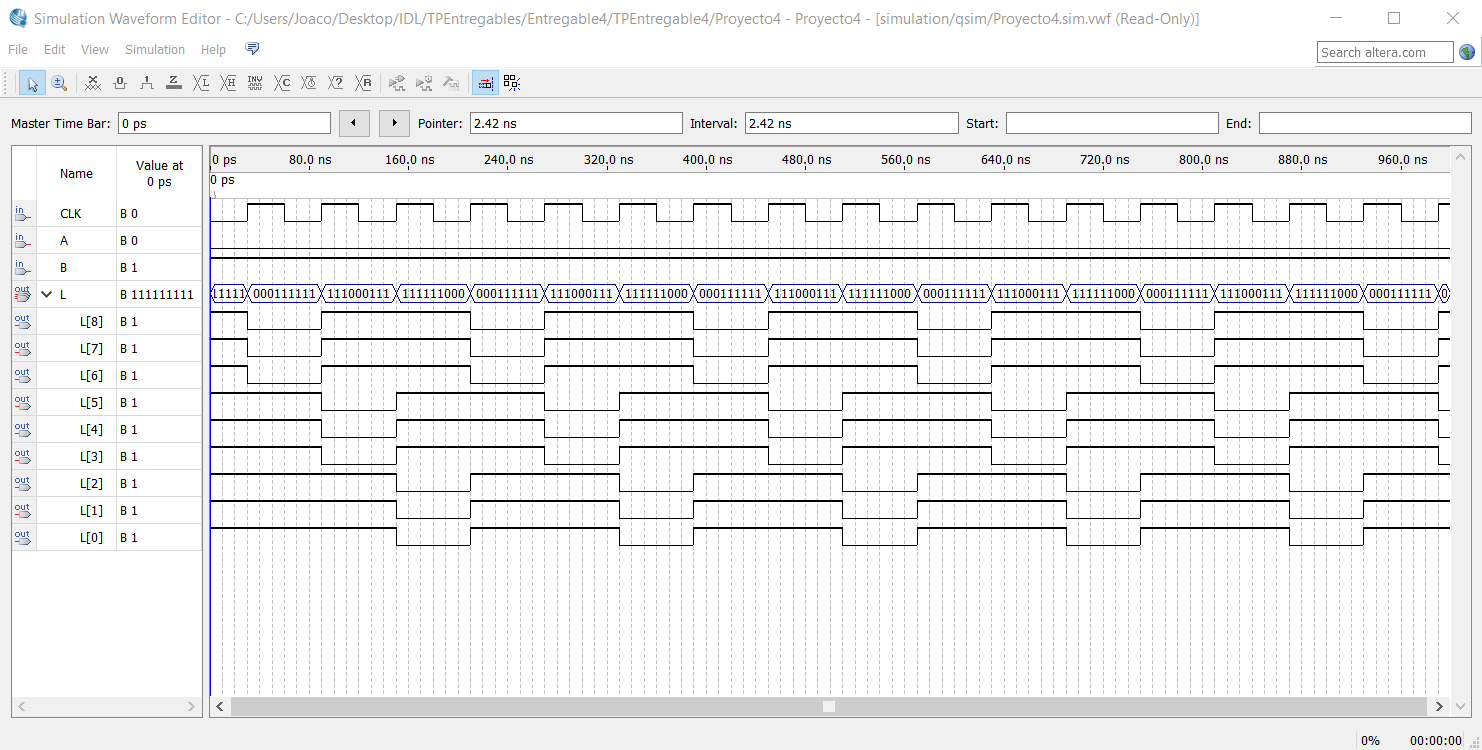 Simulation Waveform Editor - C:/Users/Joaco/Desktop/IDL/TPEntregables/Entregable4/TPEntregable4/Proyecto4 - Proyecto4 - [simulation/qsim/Proyecto4.sim.vwf (Read-Only)]
File Edit View Simulation Help
Search altera.com
Master Time Bar: 0 ps Pointer: 2.42 ns Interval: 2.42 ns Start: End:
Name Value at 0 ps
0 ps 80.0 ns 160.0 ns 240.0 ns 320.0 ns 400.0 ns 480.0 ns 560.0 ns 640.0 ns 720.0 ns 800.0 ns 880.0 ns 960.0 ns
0 ps
in CLK B 0
in A B 0
in B B 1
out L B 111111111 11111 000111111 111000111 111111000 000111111 111000111 111111000 000111111 111000111 111111000 000111111 111000111 111111000 000111111 111000111 111111000 000111111 0
out L[8] B 1
out L[7] B 1
out L[6] B 1
out L[5] B 1
out L[4] B 1
out L[3] B 1
out L[2] B 1
out L[1] B 1
out L[0] B 1
0% 00:00:00